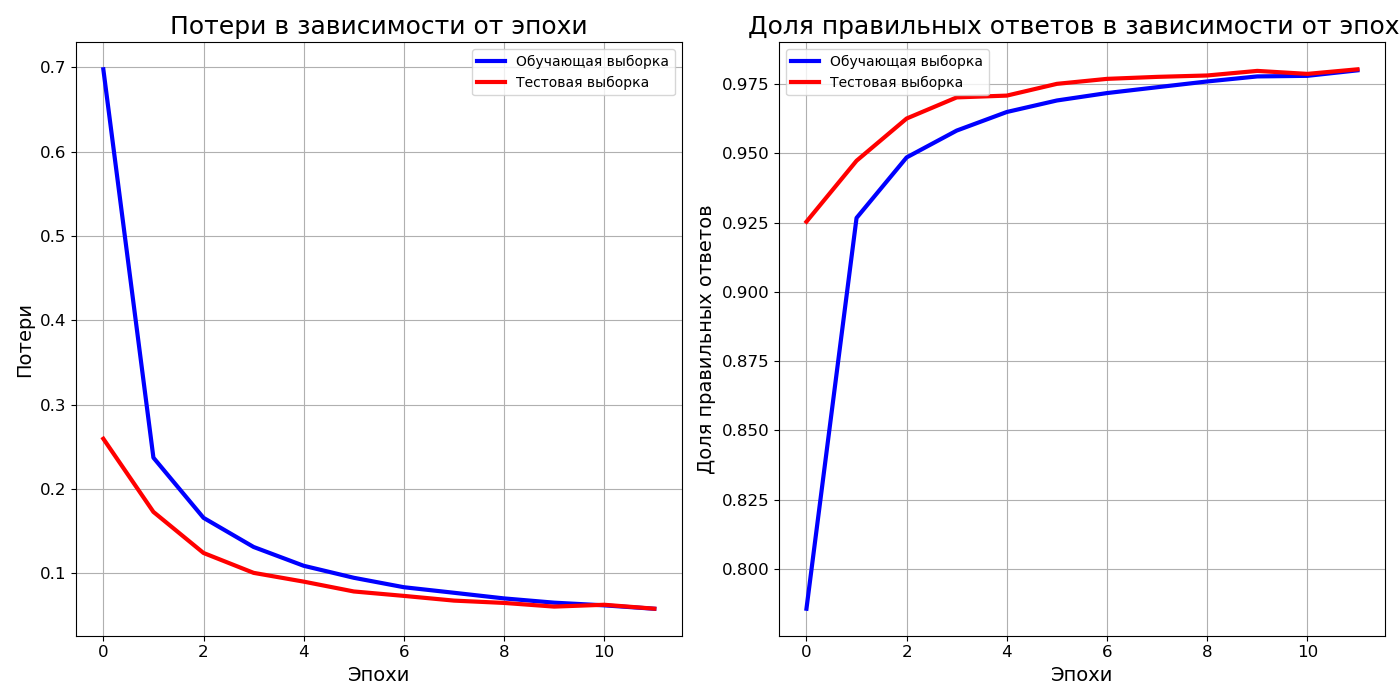 Потери в зависимости от эпохи
Обучающая выборка
Тестовая выборка
0.7
0.6
0.5
0.4
0.3
0.2
0.1
Потери
0
2
4
6
8
10
Эпохи
Доля правильных ответов в зависимости от эпох
Обучающая выборка
Тестовая выборка
0.975
0.950
0.925
0.900
0.875
0.850
0.825
0.800
Доля правильных ответов
0
2
4
6
8
10
Эпохи